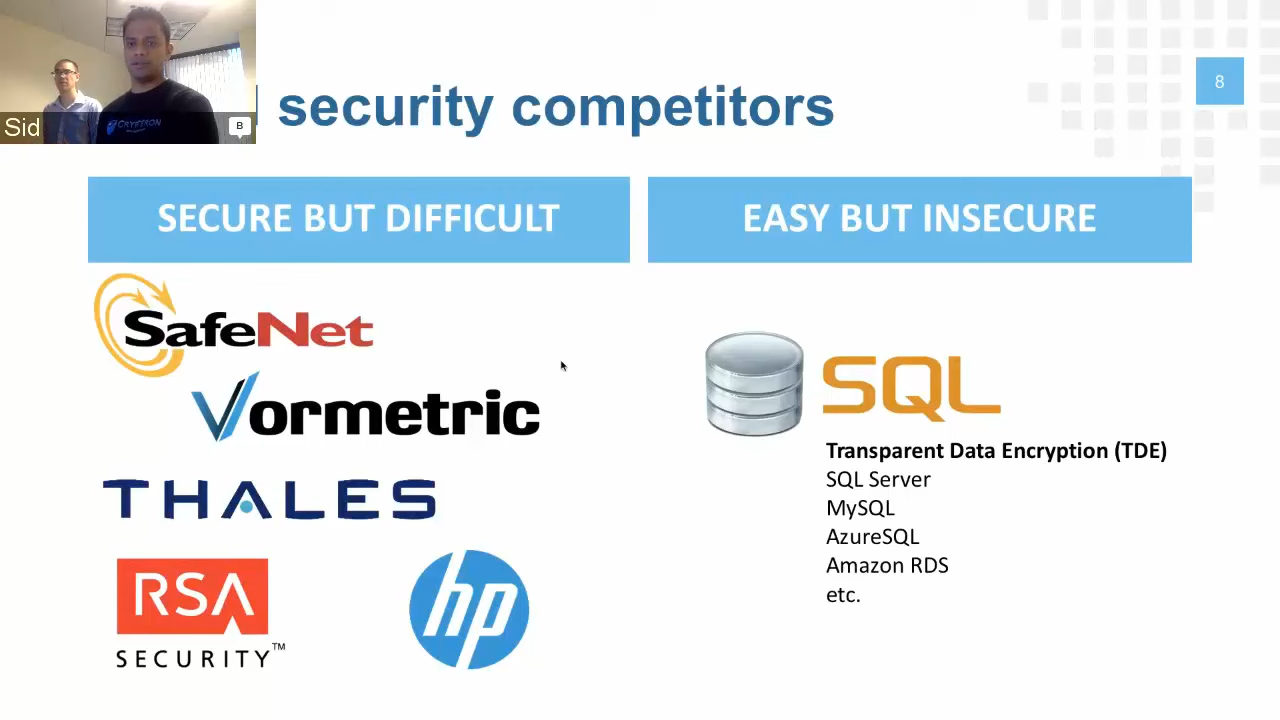 Sid
B
CRYPTRON
8
security competitors
SECURE BUT DIFFICULT
EASY BUT INSECURE
SafeNet
Vormetric
THALES
RSA
SECURITY™
hp
SQL
Transparent Data Encryption (TDE)
SQL Server
MySQL
AzureSQL
Amazon RDS
etc.